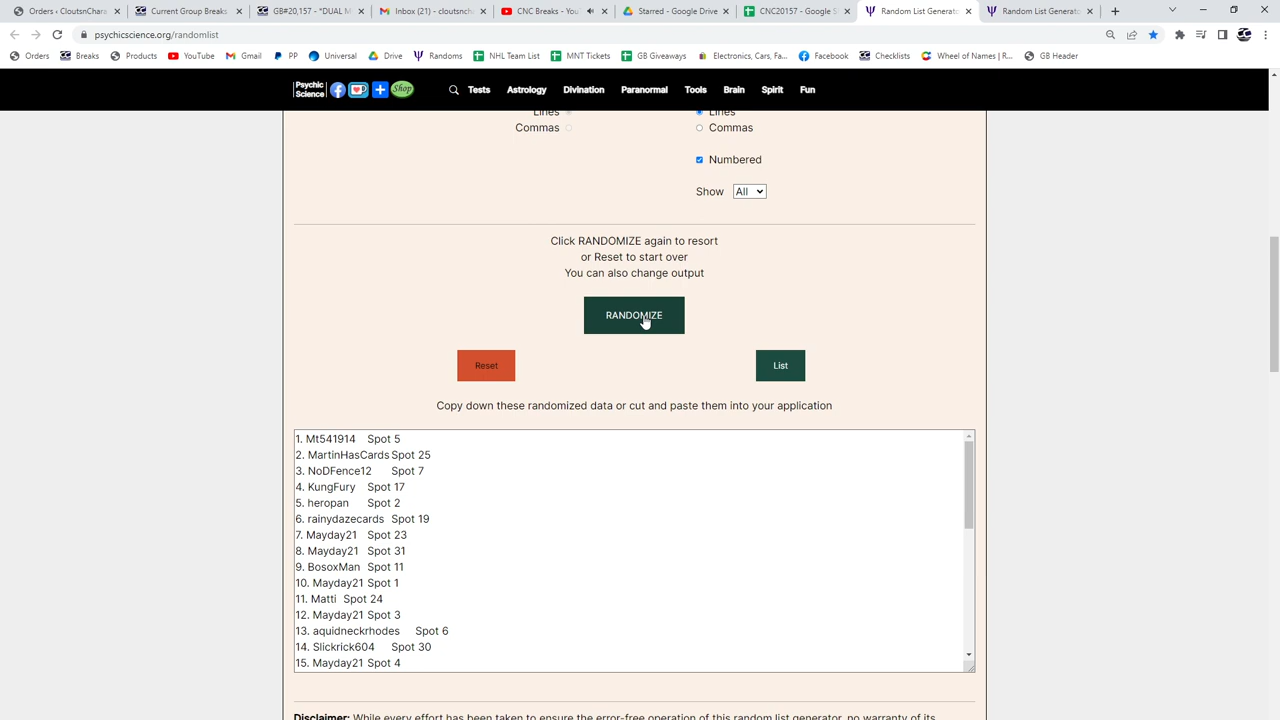 Orders - CloutsnChara
Current Group Breaks
GB#20,157 - *DUAL M
Inbox (21) - cloutsnch
CNC Breaks - You
Starred - Google Drive
CNC20157 - Google S
Random List Generato
Random List Generato
psychicscience.org/randomlist
Orders
Breaks
Products
YouTube
Gmail
PP
Universal
Drive
Randoms
NHL Team List
MNT Tickets
GB Giveaways
Electronics, Cars, Fa...
Facebook
Checklists
Wheel of Names | R...
GB Header
Psychic
Science
Shop
Tests
Astrology
Divination
Paranormal
Tools
Brain
Spirit
Fun
Lines
Lines
Commas
Commas
Numbered
Show All
Click RANDOMIZE again to resort
or Reset to start over
You can also change output
RANDOMIZE
Reset
List
Copy down these randomized data or cut and paste them into your application
1. Mt541914 Spot 5
2. MartinHasCards Spot 25
3. NoDFence12 Spot 7
4. KungFury Spot 17
5. heropan Spot 2
6. rainydazecards Spot 19
7. Mayday21 Spot 23
8. Mayday21 Spot 31
9. BosoxMan Spot 11
10. Mayday21 Spot 1
11. Matti Spot 24
12. Mayday21 Spot 3
13. aquidneckrhodes Spot 6
14. Slickrick604 Spot 30
15. Mayday21 Spot 4
Disclaimer: While every effort has been taken to ensure the error-free operation of this random list generator, no warranty of its